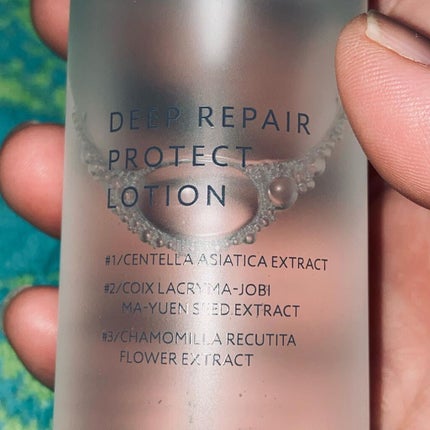 DEEP REPAIR
PROTECT
LOTION
#1/CENTELLA ASIATICA EXTRACT
#2/COIX LACRYMA-JOBI
MA-YUEN SEED EXTRACT
#3/CHAMOMILLA RECUTITA
FLOWER EXTRACT